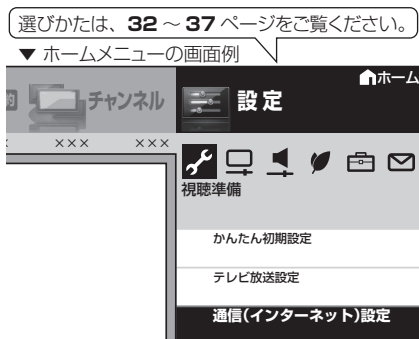 選びかたは、32～37ページをご覧ください。
▼ ホームメニューの画面例
ホーム
チャンネル
設定
××× ×××
視聴準備
かんたん初期設定
テレビ放送設定
通信(インターネット)設定